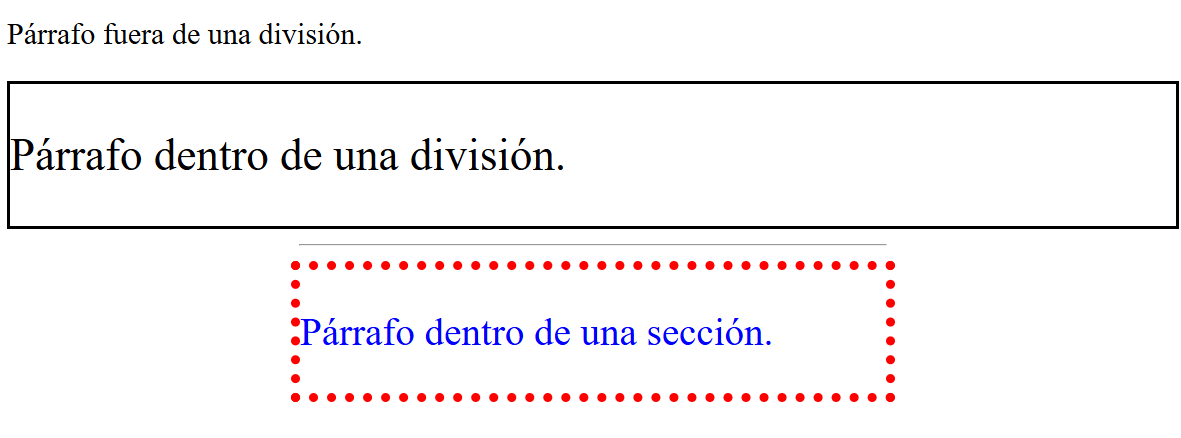 Párrafo fuera de una división.
Párrafo dentro de una división.
Párrafo dentro de una sección.